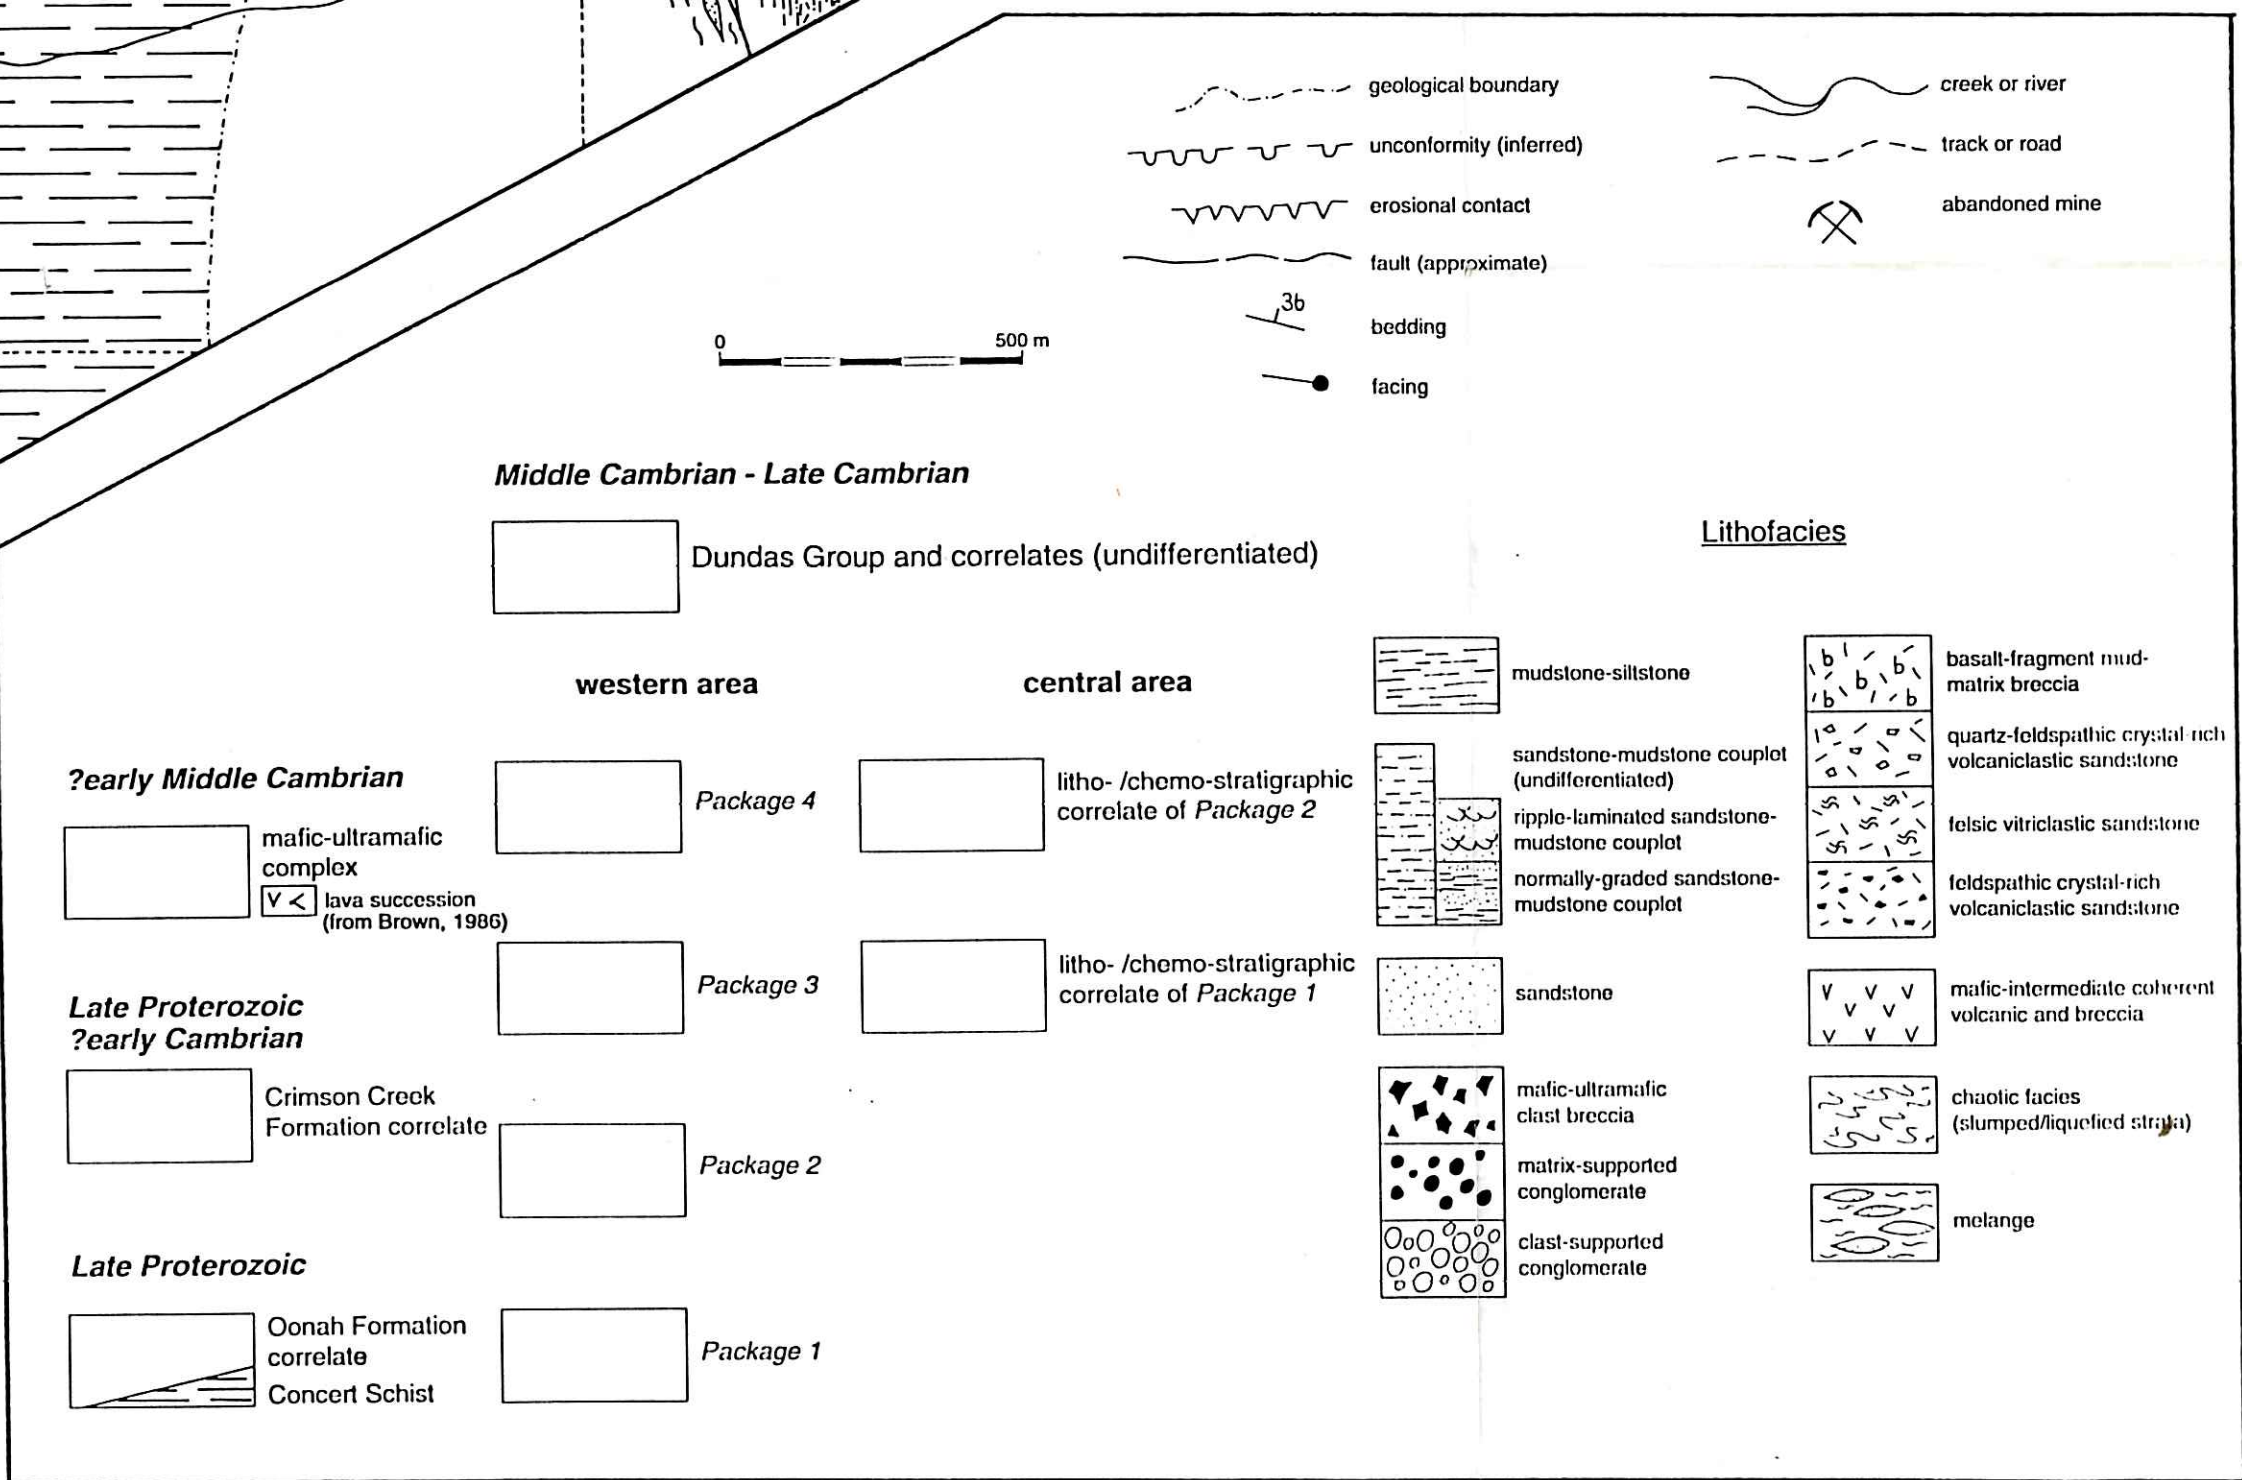 geological boundary
unconformity (inferred)
erosional contact
fault (approximate)
3b
bedding
facing
creek or river
track or road
abandoned mine
0 500 m
Middle Cambrian - Late Cambrian
Dundas Group and correlates (undifferentiated)
western area
central area
?early Middle Cambrian
mafic-ultramafic
complex
lava succession
(from Brown, 1986)
Late Proterozoic
?early Cambrian
Crimson Creek
Formation correlate
Late Proterozoic
Oonah Formation
correlate
Concert Schist
Package 4
Package 3
Package 2
Package 1
litho- /chemo-stratigraphic
correlate of Package 2
litho- /chemo-stratigraphic
correlate of Package 1
Lithofacies
mudstone-siltstone
sandstone-mudstone couplet
(undifferentiated)
ripple-laminated sandstone-
mudstone couplet
normally-graded sandstone-
mudstone couplet
sandstone
mafic-ultramafic
clast breccia
matrix-supported
conglomerate
clast-supported
conglomerate
b b
b
b b
basalt-fragment mud-
matrix breccia
quartz-feldspathic crystal-rich
volcaniclastic sandstone
felsic vitriclastic sandstone
feldspathic crystal-rich
volcaniclastic sandstone
mafic-intermediate coherent
volcanic and breccia
chaotic facies
(slumped/liquefied strata)
melange